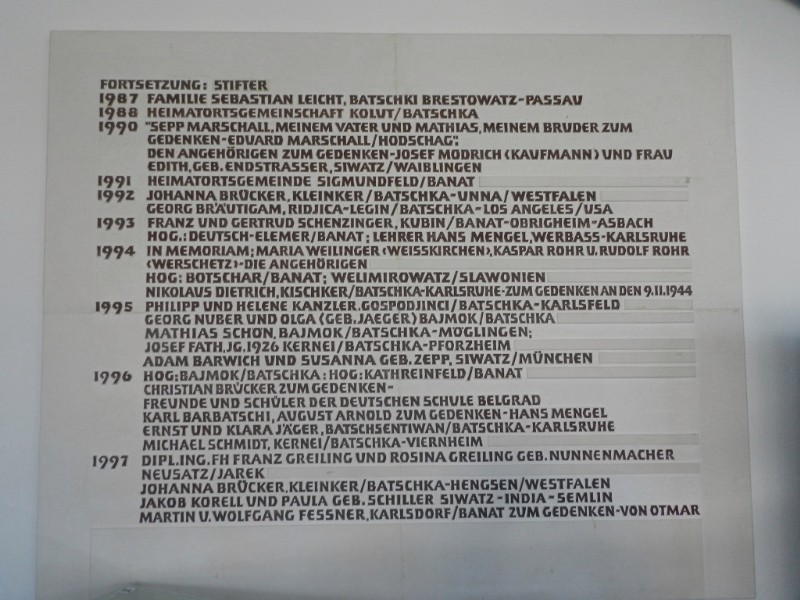 FORTSETZUNG: STIFTER
1987 FAMILIE SEBASTIAN LEICHT, BATSCHKI BRESTOWATZ-PASSAU
1988 HEIMATORTSGEMEINSCHAFT KOLUT/BATSCHKA
1990 "SEPP MARSCHALL, MEINEM VATER UND MATHIAS, MEINEM BRUDER ZUM
GEDENKEN-EDUARD MARSCHALL/HODSCHAG":
DEN ANGEHÖRIGEN ZUM GEDENKEN-JOSEF MODRICH (KAUFMANN) UND FRAU
EDITH, GEB. ENDSTRASSER, SIWATZ/WAIBLINGEN
1991 HEIMATORTSGEMEINDE SIGMUNDFELD/BANAT
1992 JOHANNA BRÜCKER, KLEINKER/BATSCHKA-UNNA/WESTFALEN
GEORG BRÄUTIGAM, RIDJICA-LEGIN/BATSCHKA-LOS ANGELES/USA
1993 FRANZ UND GERTRUD SCHENZINGER, KUBIN/BANAT-OBRIGHEIM-ASBACH
HOG.: DEUTSCH-ELEMER/BANAT; LEHRER HANS MENGEL, WERBASS-KARLSRUHE
1994 IN MEMORIAM; MARIA WEILINGER (WEISSKIRCHEN), KASPAR ROHR U. RUDOLF ROHR
(WERSCHETZ)-DIE ANGEHÖRIGEN
HOG: BOTSCHAR/BANAT; WELIMIROWATZ/SLAWONIEN
NIKOLAUS DIETRICH, KISCHKER/BATSCHKA-KARLSRUHE-ZUM GEDENKEN AN DEN 9.11.1944
1995 PHILIPP UND HELENE KANZLER. GOSPODJINCI/BATSCHKA-KARLSFELD
GEORG NUBER UND OLGA (GEB. JAEGER) BAJMOK/BATSCHKA
MATHIAS SCHÖN, BAJMOK/BATSCHKA-MÖGLINGEN;
JOSEF FATH, JG. 1926 KERNEI/BATSCHKA-PFORZHEIM
ADAM BARWICH UND SUSANNA GEB. ZEPP, SIWATZ/MÜNCHEN
1996 HOG: BAJMOK/BATSCHKA: HOG: KATHREINFELD/BANAT
CHRISTIAN BRÜCKER ZUM GEDENKEN-
FREUNDE UND SCHÜLER DER DEUTSCHEN SCHULE BELGRAD
KARL BARBATSCHI, AUGUST ARNOLD ZUM GEDENKEN-HANS MENGEL
ERNST UND KLARA JÄGER, BATSCHSENTIWAN/BATSCHKA-KARLSRUHE
MICHAEL SCHMIDT, KERNEI/BATSCHKA-VIERNHEIM
1997 DIPL.ING.FH FRANZ GREILING UND ROSINA GREILING GEB. NUNNENMACHER
NEUSATZ/JAREK
JOHANNA BRÜCKER, KLEINKER/BATSCHKA-HENGSEN/WESTFALEN
JAKOB KORELL UND PAULA GEB. SCHILLER SIWATZ-INDIA-SEMLIN
MARTIN U. WOLFGANG FESSNER, KARLSDORF/BANAT ZUM GEDENKEN-VON OTMAR